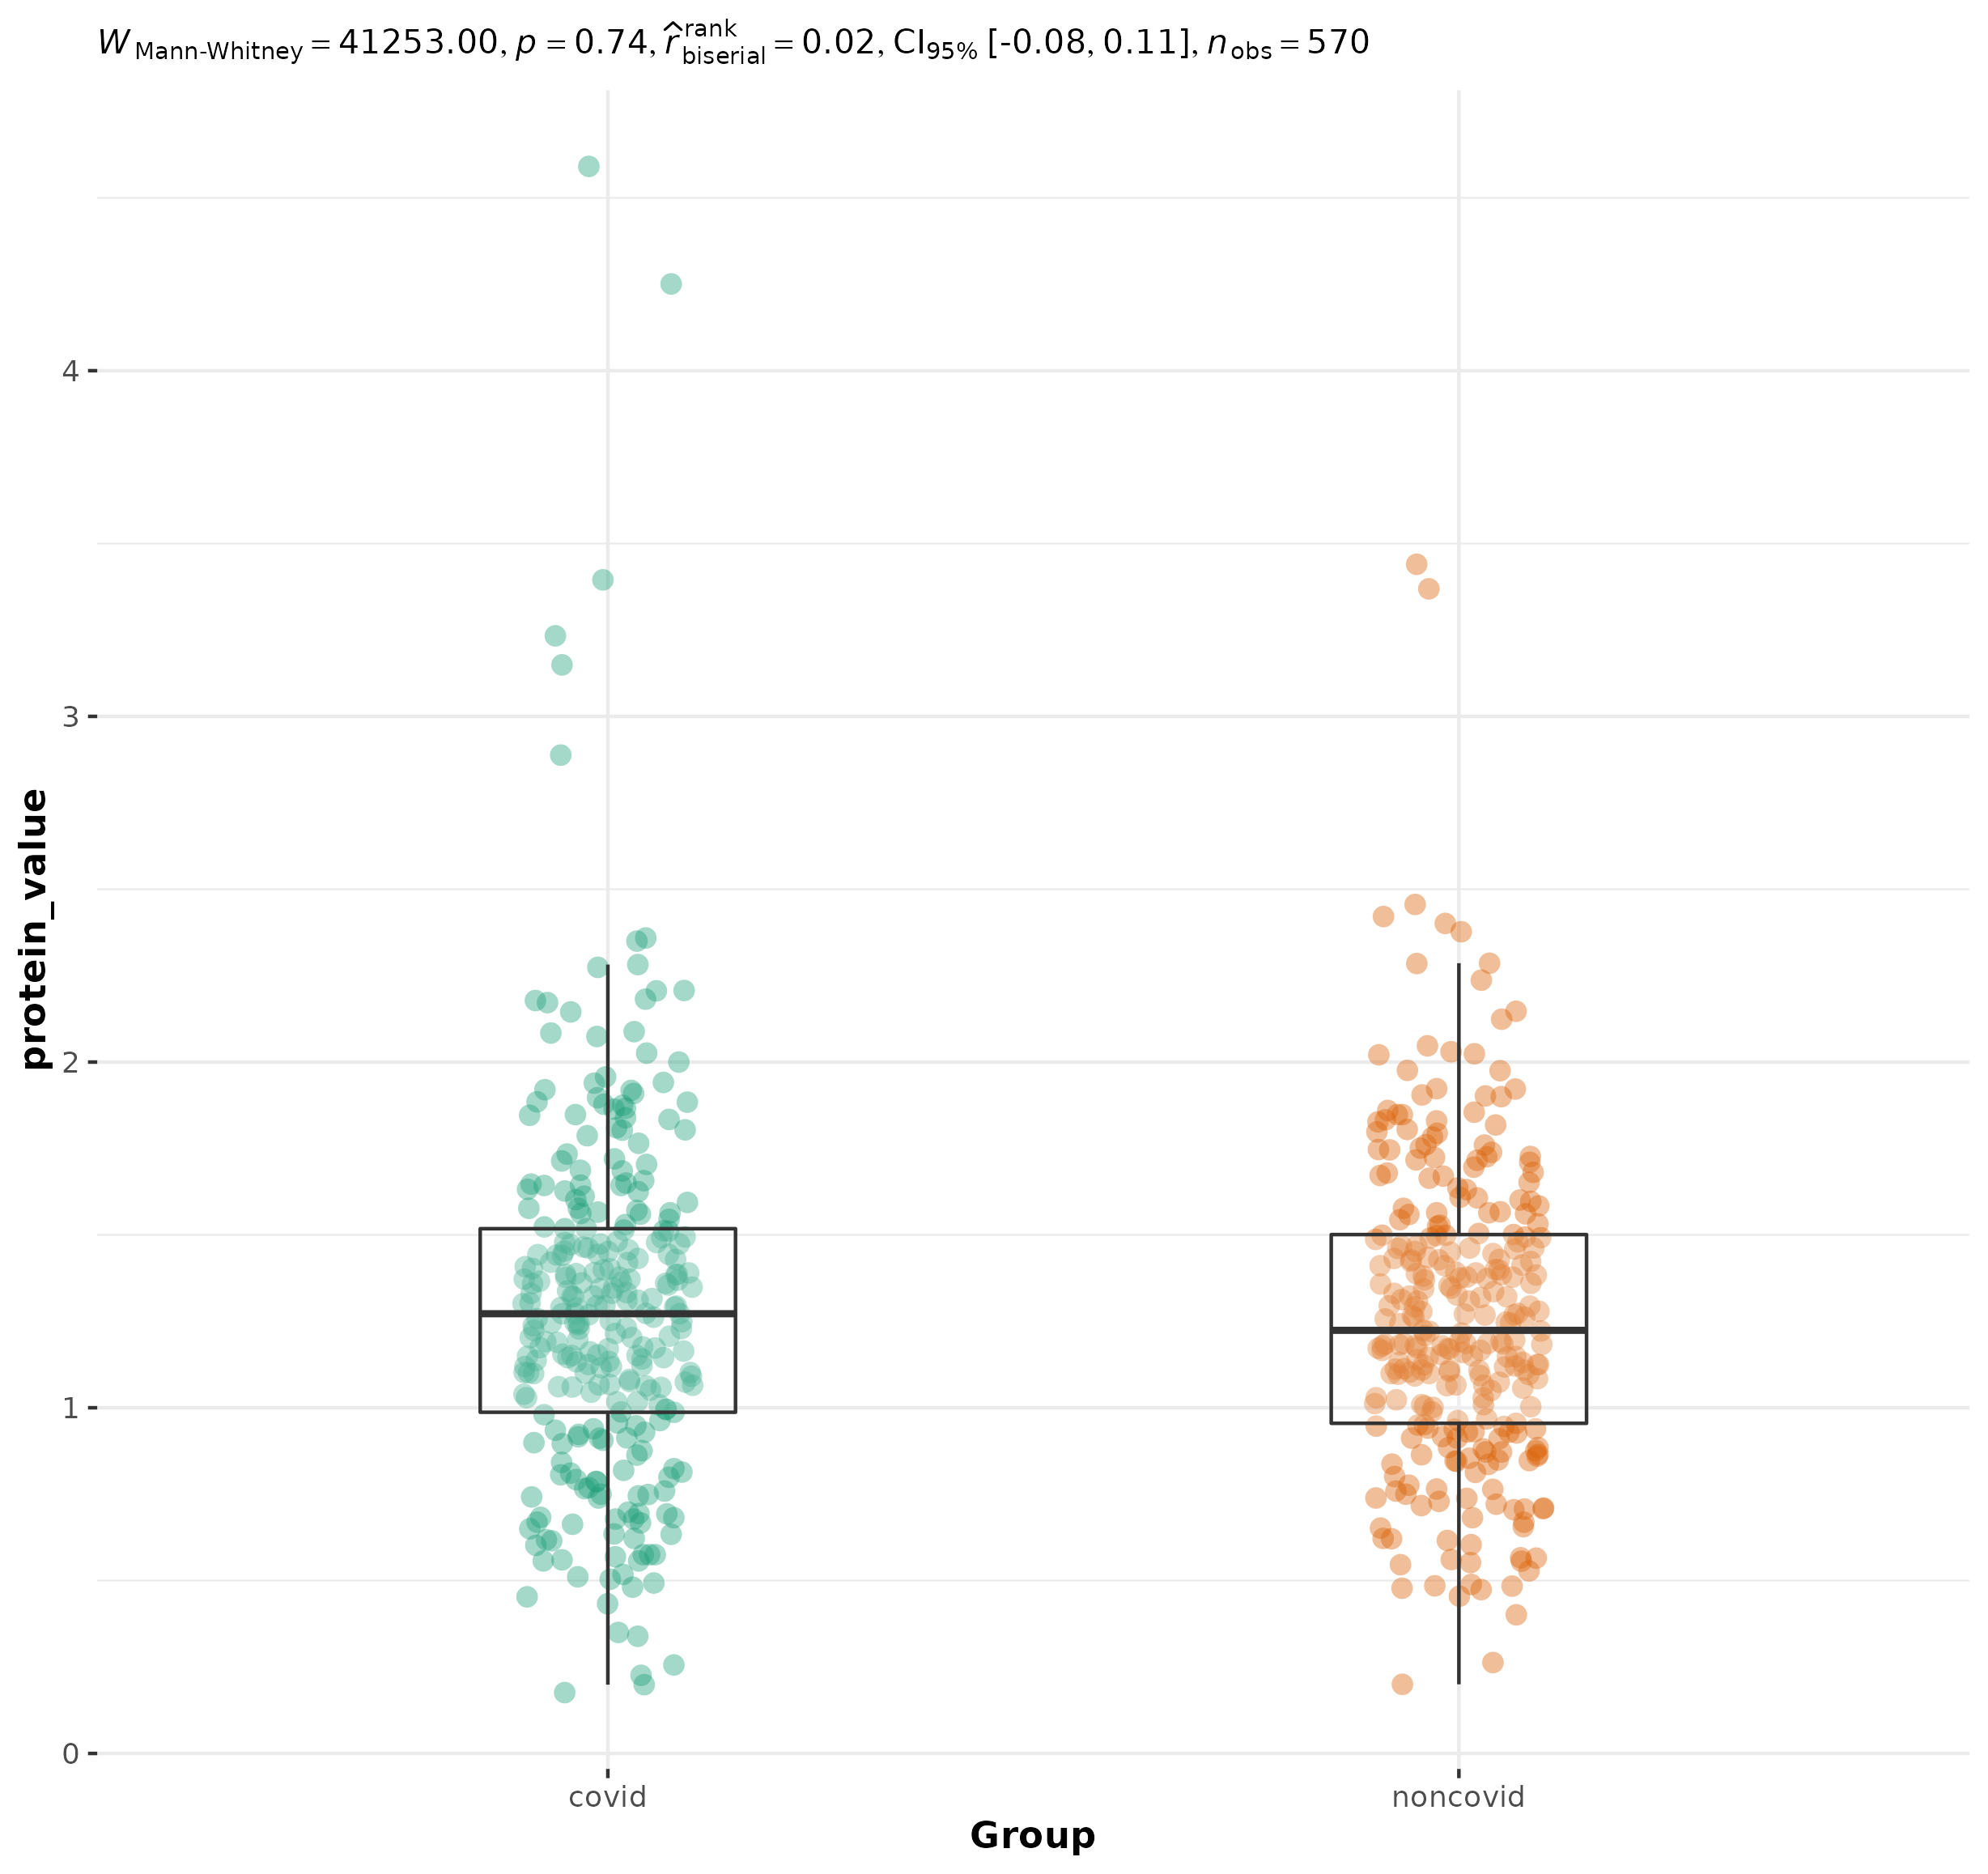 W Mann-Whitney = 41253.00, p = 0.74, r̂ rank biserial = 0.02, CI95% [-0.08, 0.11], n obs = 570
4
3
2
1
0
protein_value
covid noncovid
Group